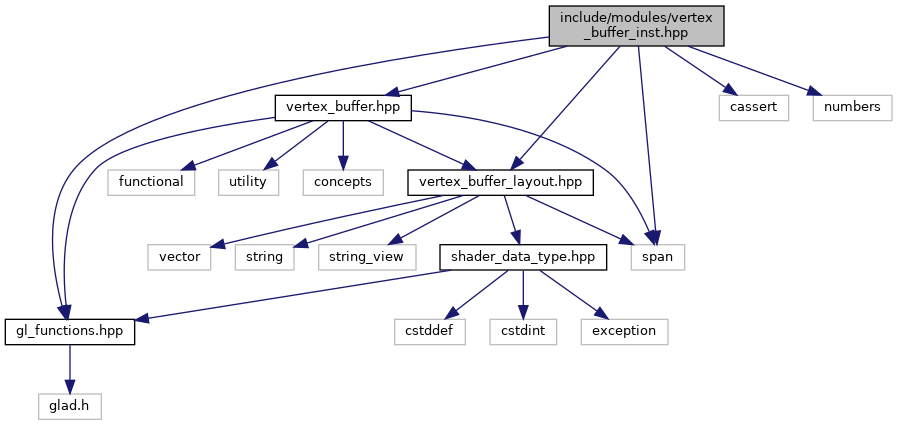 include/modules/vertex
_buffer_inst.hpp
vertex_buffer.hpp
cassert
numbers
functional
utility
concepts
vertex_buffer_layout.hpp
vector
string
string_view
shader_data_type.hpp
span
gl_functions.hpp
cstddef
cstdint
exception
glad.h